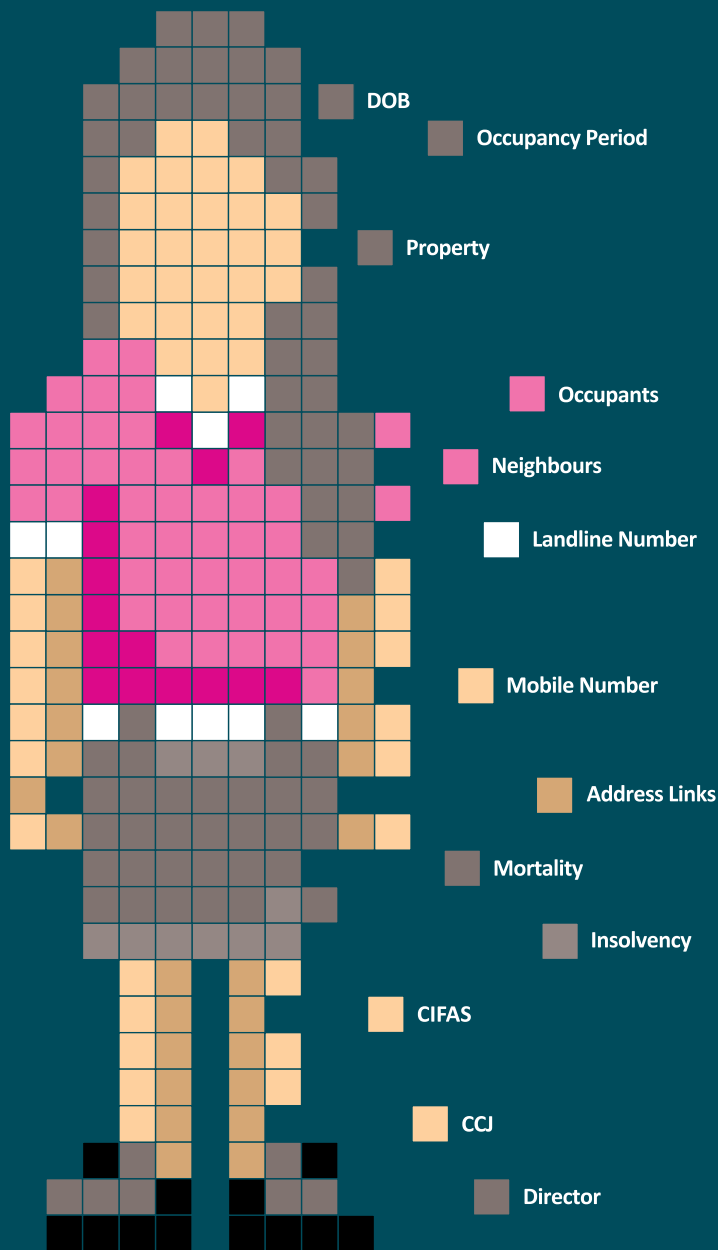 DOB
Occupancy Period
Property
Occupants
Neighbours
Landline Number
Mobile Number
Address Links
Mortality
Insolvency
CIFAS
CCJ
Director